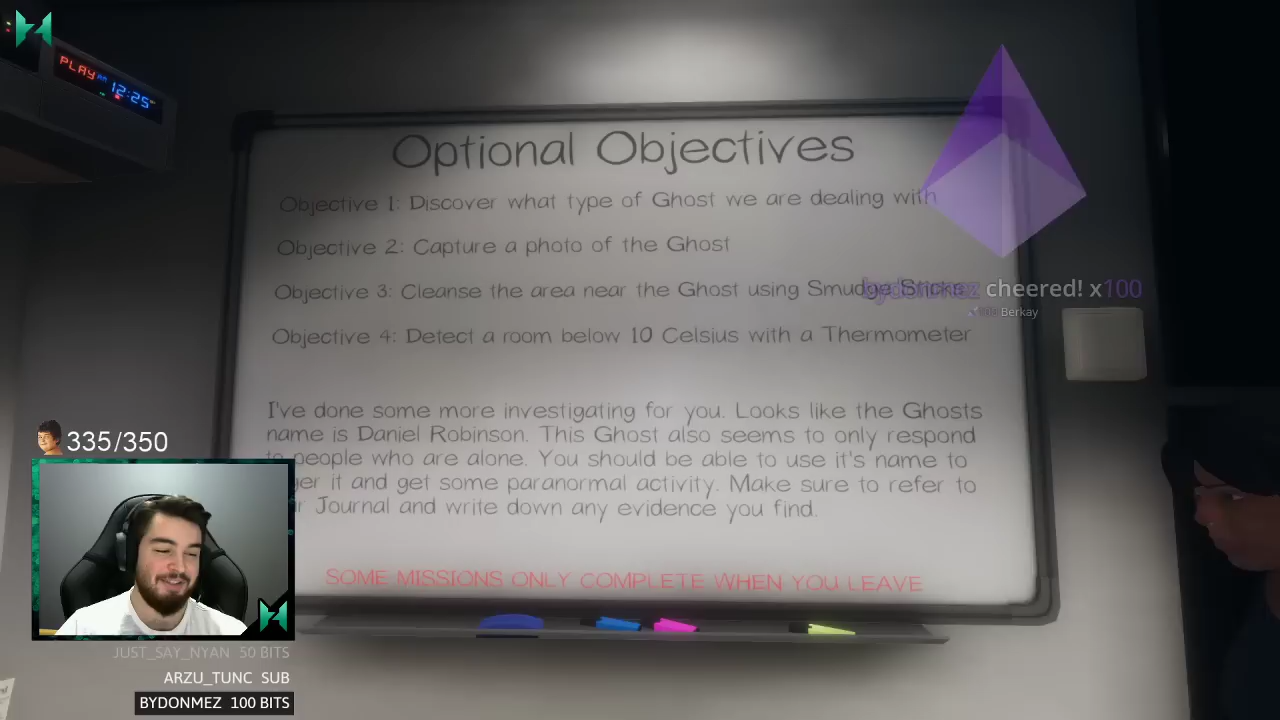 PLAY AM 12:25
Optional Objectives
Objective 1: Discover what type of Ghost we are dealing with
Objective 2: Capture a photo of the Ghost
Objective 3: Cleanse the area near the Ghost using Smudge Sticks
cheered! x100
Berkay
Objective 4: Detect a room below 10 Celsius with a Thermometer
I've done some more investigating for you. Looks like the Ghosts
name is Daniel Robinson. This Ghost also seems to only respond
to people who are alone. You should be able to use it's name to
it and get some paranormal activity. Make sure to refer to
Journal and write down any evidence you find.
SOME MISSIONS ONLY COMPLETE WHEN YOU LEAVE
335/350
JUST_SAY_NYAN 50 BITS
ARZU_TUNC SUB
BYDONMEZ 100 BITS